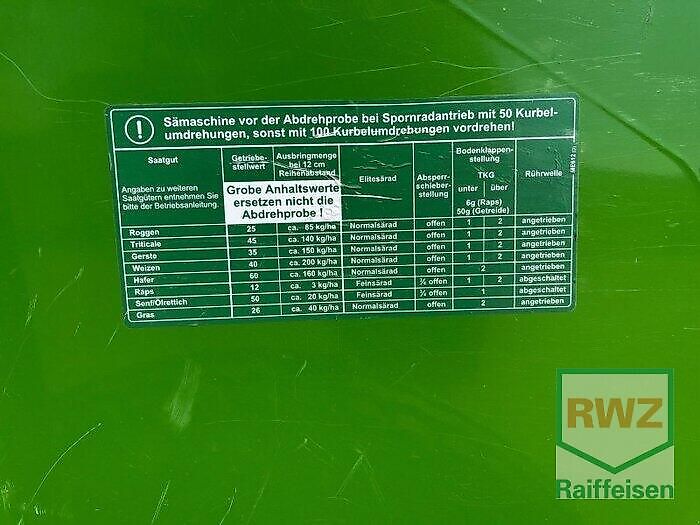 Sämaschine vor der Abdrehprobe bei Spornradantrieb mit 50 Kurbel-
umdrehungen, sonst mit 100 Kurbelumdrehungen vordrehen!
Saatgut Getriebe- stellwert Ausbringmenge bei 12 cm Reihenabstand Elitesärad Absperr- schieber- stellung Bodenklappen- stellung TKG unter über 6g (Raps) 50g (Getreide) Rührwelle
Angaben zu weiteren
Saatgütern entnehmen Sie
bitte der Betriebsanleitung.
Grobe Anhaltswerte
ersetzen nicht die
Abdrehprobe !
Roggen 25 ca. 85 kg/ha Normalsärad offen 1 2 angetrieben
Triticale 45 ca. 140 kg/ha Normalsärad offen 1 2 angetrieben
Gerste 35 ca. 150 kg/ha Normalsärad offen 1 2 angetrieben
Weizen 40 ca. 200 kg/ha Normalsärad offen 1 2 angetrieben
Hafer 60 ca. 160 kg/ha Normalsärad offen 2 angetrieben
Raps 12 ca. 3 kg/ha Feinsärad ¾ offen 1 2 abgeschaltet
Senf/Ölrettich 50 ca. 20 kg/ha Feinsärad ¾ offen 1 abgeschaltet
Gras 26 ca. 40 kg/ha Normalsärad offen 2 angetrieben
RWZ
Raiffeisen